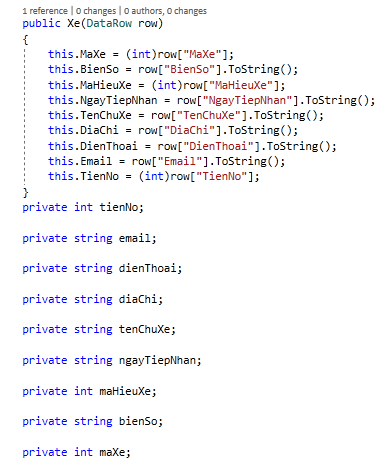 1 reference | 0 changes | 0 authors, 0 changes
public Xe(DataRow row)
{
this.MaXe = (int)row["MaXe"];
this.BienSo = row["BienSo"].ToString();
this.MaHieuXe = (int)row["MaHieuXe"];
this.NgayTiepNhan = row["NgayTiepNhan"].ToString();
this.TenChuXe = row["TenChuXe"].ToString();
this.DiaChi = row["DiaChi"].ToString();
this.DienThoai = row["DienThoai"].ToString();
this.Email = row["Email"].ToString();
this.TienNo = (int)row["TienNo"];
}
private int tienNo;
private string email;
private string dienThoai;
private string diaChi;
private string tenChuXe;
private string ngayTiepNhan;
private int maHieuXe;
private string bienSo;
private int maXe;